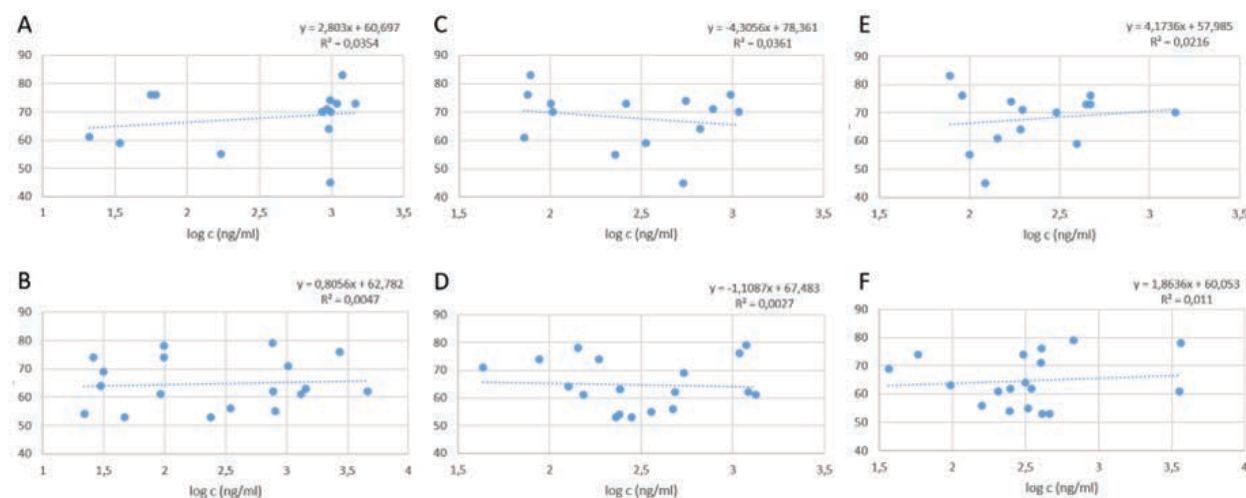 A
y = 2,803x + 60,697
R² = 0,0354
90
80
70
60
50
40
1 1,5 2 2,5 3 3,5
log c (ng/ml)
C
y = -4,3056x + 78,361
R² = 0,0361
90
80
70
60
50
40
1,5 2 2,5 3 3,5
log c (ng/ml)
E
y = 4,1736x + 57,985
R² = 0,0216
90
80
70
60
50
40
1,5 2 2,5 3 3,5
log c (ng/ml)
B
y = 0,8056x + 62,782
R² = 0,0047
90
80
70
60
50
40
1 1,5 2 2,5 3 3,5 4
log c (ng/ml)
D
y = -1,1087x + 67,483
R² = 0,0027
90
80
70
60
50
40
1,5 2 2,5 3 3,5
log c (ng/ml)
F
y = 1,8636x + 60,053
R² = 0,011
90
80
70
60
50
40
1,5 2 2,5 3 3,5 4
log c (ng/ml)